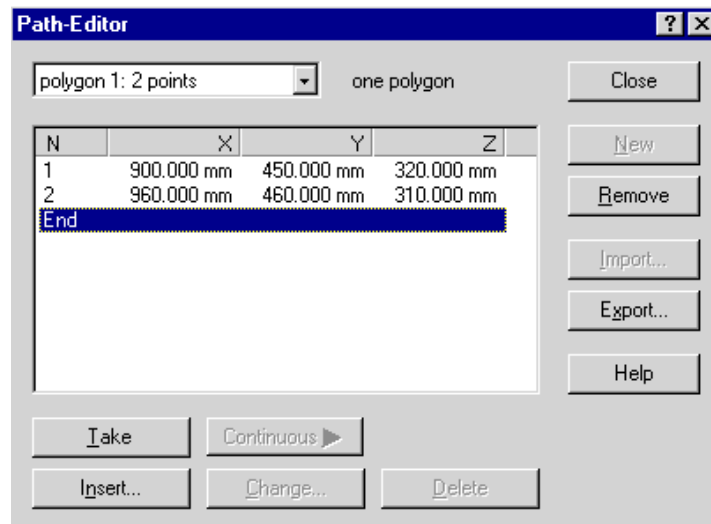 Path-Editor
polygon 1: 2 points
one polygon
Close
N X Y Z
1 900.000 mm 450.000 mm 320.000 mm
2 960.000 mm 460.000 mm 310.000 mm
End
New
Remove
Import...
Export...
Help
Take
Continuous
Insert...
Change...
Delete